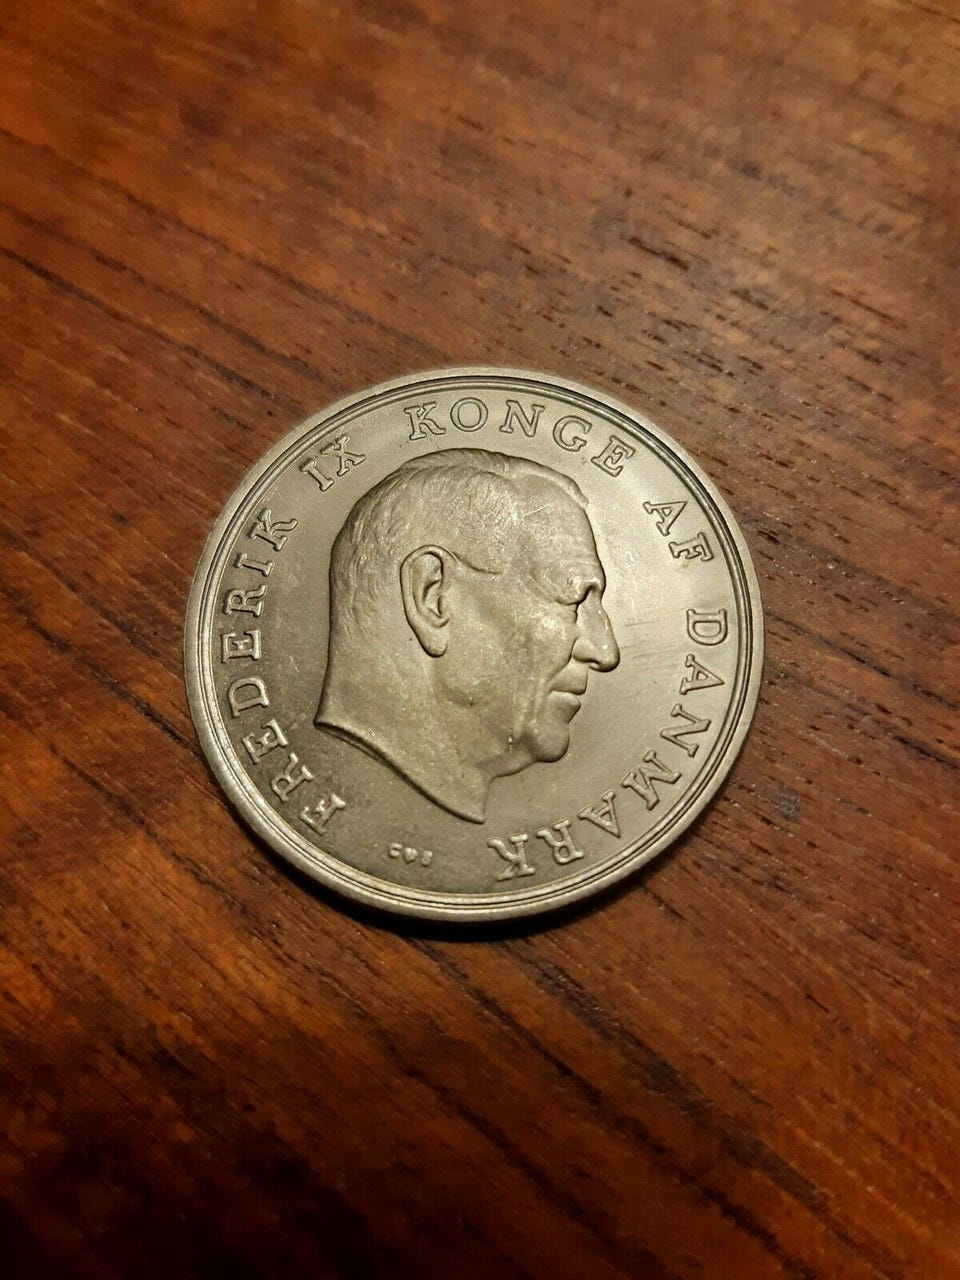 FREDERIK IX KONGE AF DANMARK
C♥S